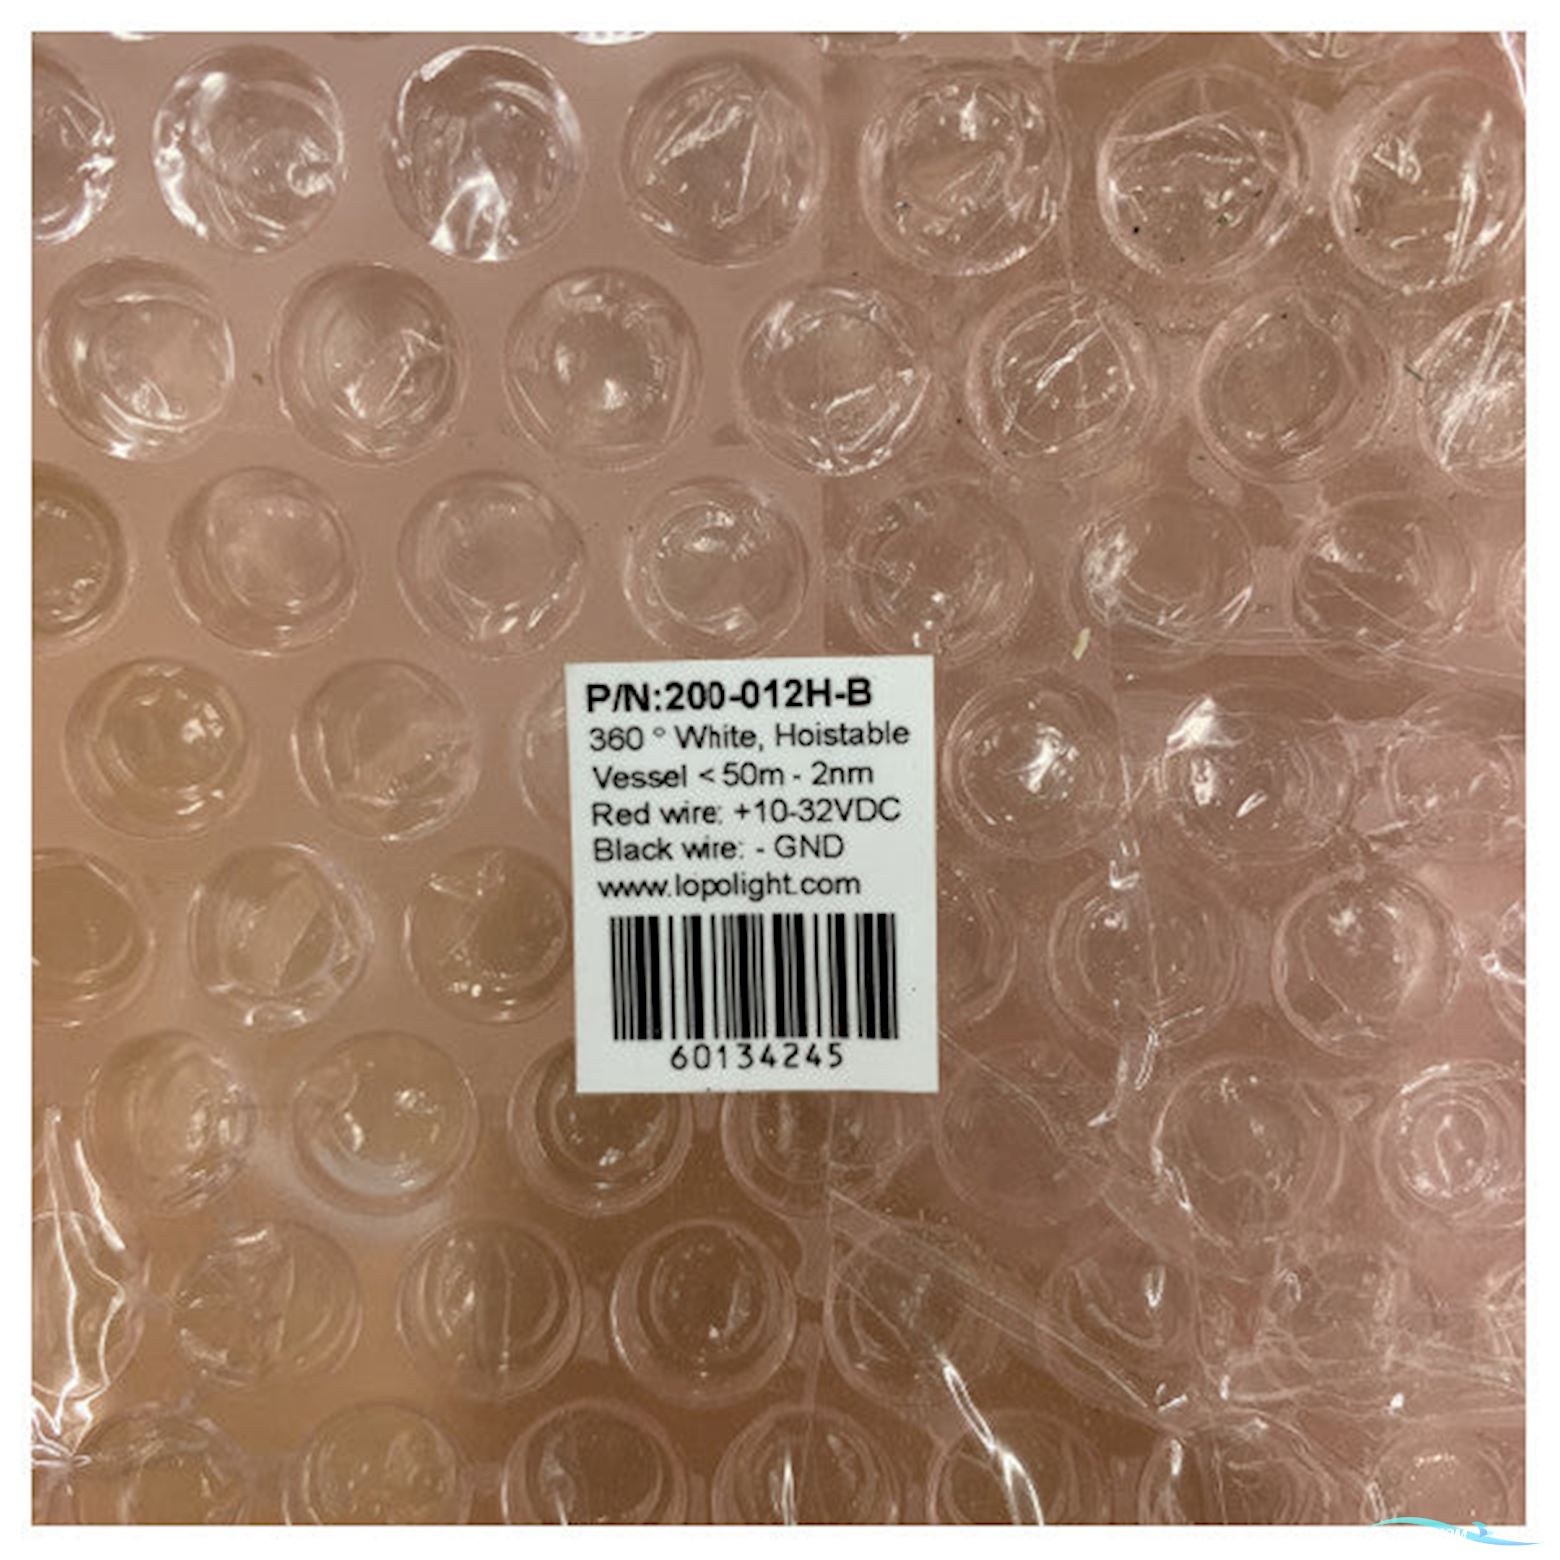 P/N:200-012H-B
360 ° White, Hoistable
Vessel < 50m - 2nm
Red wire: +10-32VDC
Black wire: - GND
www.lopolight.com
60134245